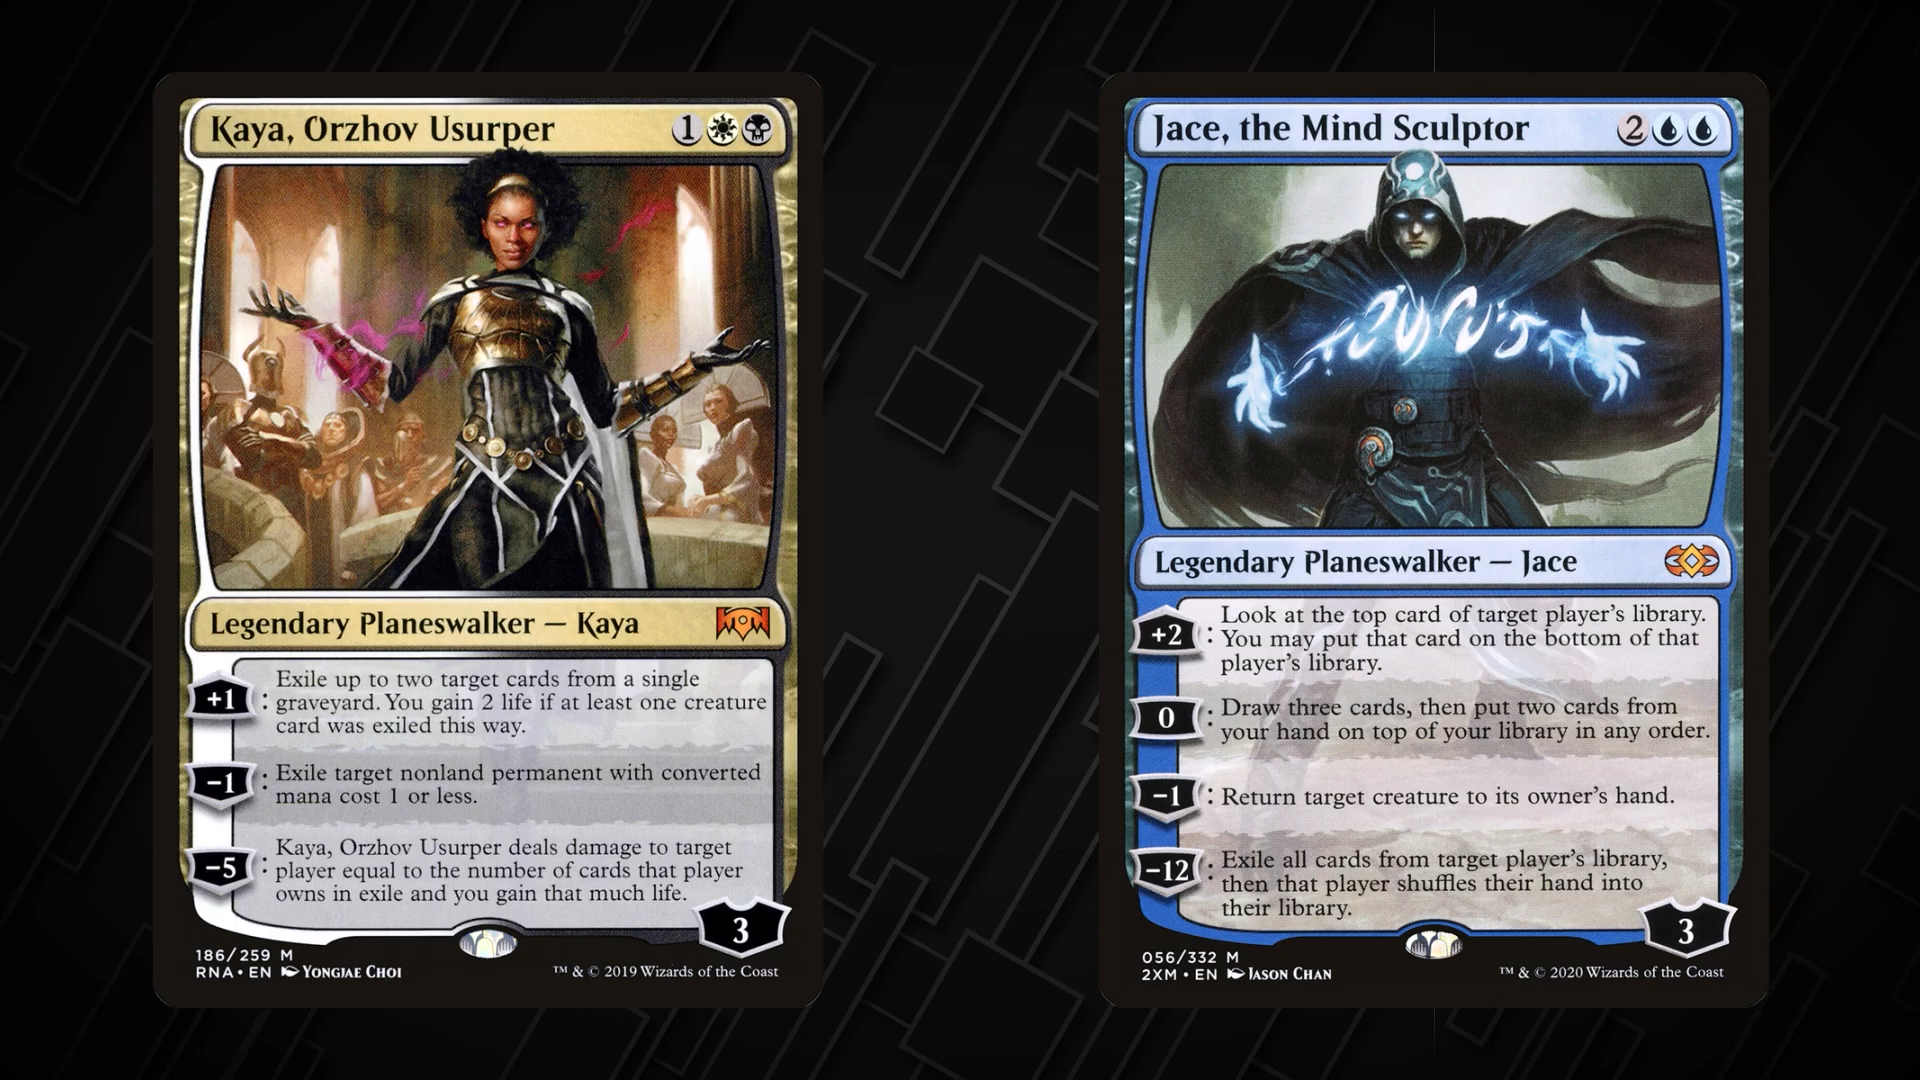 Kaya, Orzhov Usurper 1
Legendary Planeswalker — Kaya
+1 : Exile up to two target cards from a single
graveyard. You gain 2 life if at least one creature
card was exiled this way.
−1 : Exile target nonland permanent with converted
mana cost 1 or less.
−5 : Kaya, Orzhov Usurper deals damage to target
player equal to the number of cards that player
owns in exile and you gain that much life.
3
186/259 M
RNA • EN Yongjae Choi
™ & © 2019 Wizards of the Coast
Jace, the Mind Sculptor 2
Legendary Planeswalker — Jace
+2 : Look at the top card of target player's library.
You may put that card on the bottom of that
player's library.
0 : Draw three cards, then put two cards from
your hand on top of your library in any order.
−1 : Return target creature to its owner's hand.
−12 : Exile all cards from target player's library,
then that player shuffles their hand into
their library.
3
056/332 M
2XM • EN Jason Chan
™ & © 2020 Wizards of the Coast